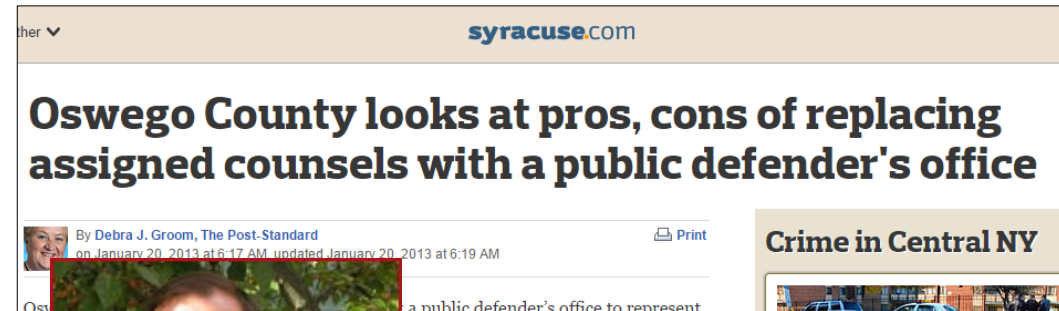 ther
syracuse.com
Oswego County looks at pros, cons of replacing
assigned counsels with a public defender's office
By Debra J. Groom, The Post-Standard
Print
on January 20, 2013 at 6:17 AM, updated January 20, 2013 at 6:19 AM
Crime in Central NY
a public defender's office to represent